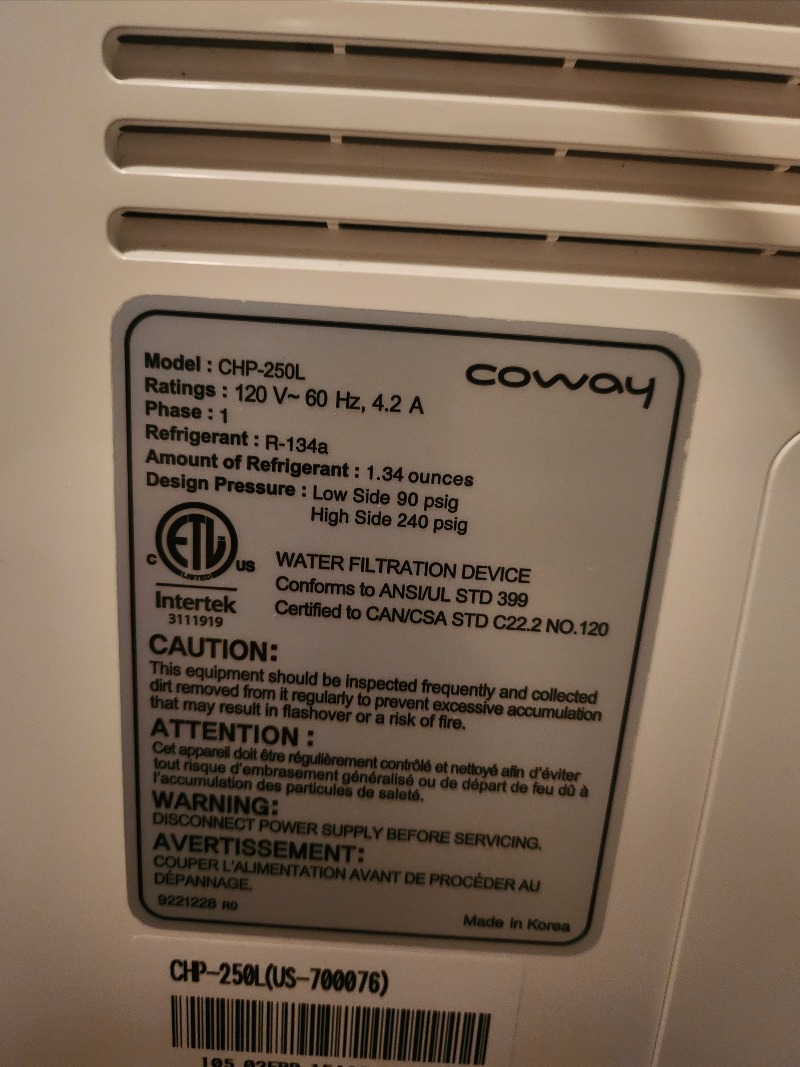 coway
Model : CHP-250L
Ratings : 120 V~ 60 Hz, 4.2 A
Phase : 1
Refrigerant : R-134a
Amount of Refrigerant : 1.34 ounces
Design Pressure : Low Side 90 psig
High Side 240 psig
C ETL US
LISTED
Intertek
3111919
WATER FILTRATION DEVICE
Conforms to ANSI/UL STD 399
Certified to CAN/CSA STD C22.2 NO.120
CAUTION:
This equipment should be inspected frequently and collected
dirt removed from it regularly to prevent excessive accumulation
that may result in flashover or a risk of fire.
ATTENTION :
Cet appareil doit être régulièrement contrôlé et nettoyé afin d'éviter
tout risque d'embrasement généralisé ou de départ de feu dû à
l'accumulation des particules de saleté.
WARNING:
DISCONNECT POWER SUPPLY BEFORE SERVICING.
AVERTISSEMENT:
COUPER L'ALIMENTATION AVANT DE PROCÉDER AU
DÉPANNAGE.
9221228 R0
Made in Korea
CHP-250L(US-700076)